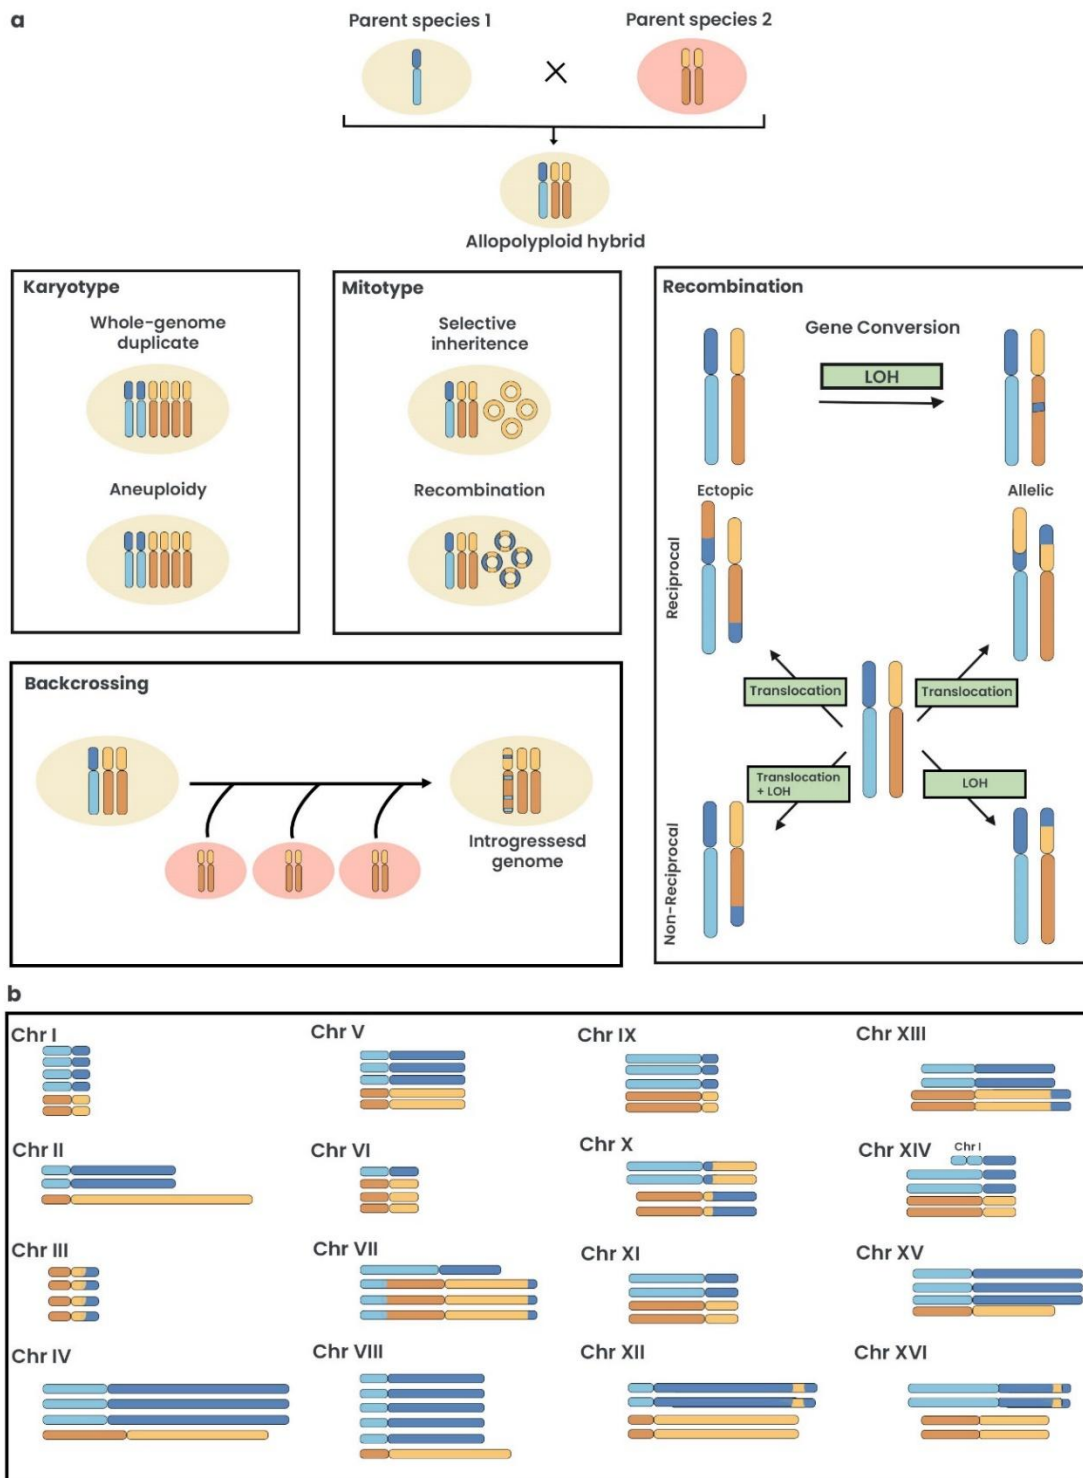 a
Parent species 1
Parent species 2
Allopolyploid hybrid
Karyotype
Whole-genome
duplicate
Aneuploidy
Mitotype
Selective
inheritence
Recombination
Recombination
Gene Conversion
LOH
Ectopic
Allelic
Reciprocal
Translocation
Translocation
Translocation
+ LOH
LOH
Non-Reciprocal
Backcrossing
Introgressesd
genome
b
Chr I
Chr V
Chr IX
Chr XIII
Chr II
Chr VI
Chr X
Chr XIV
Chr I
Chr III
Chr VII
Chr XI
Chr XV
Chr IV
Chr VIII
Chr XII
Chr XVI